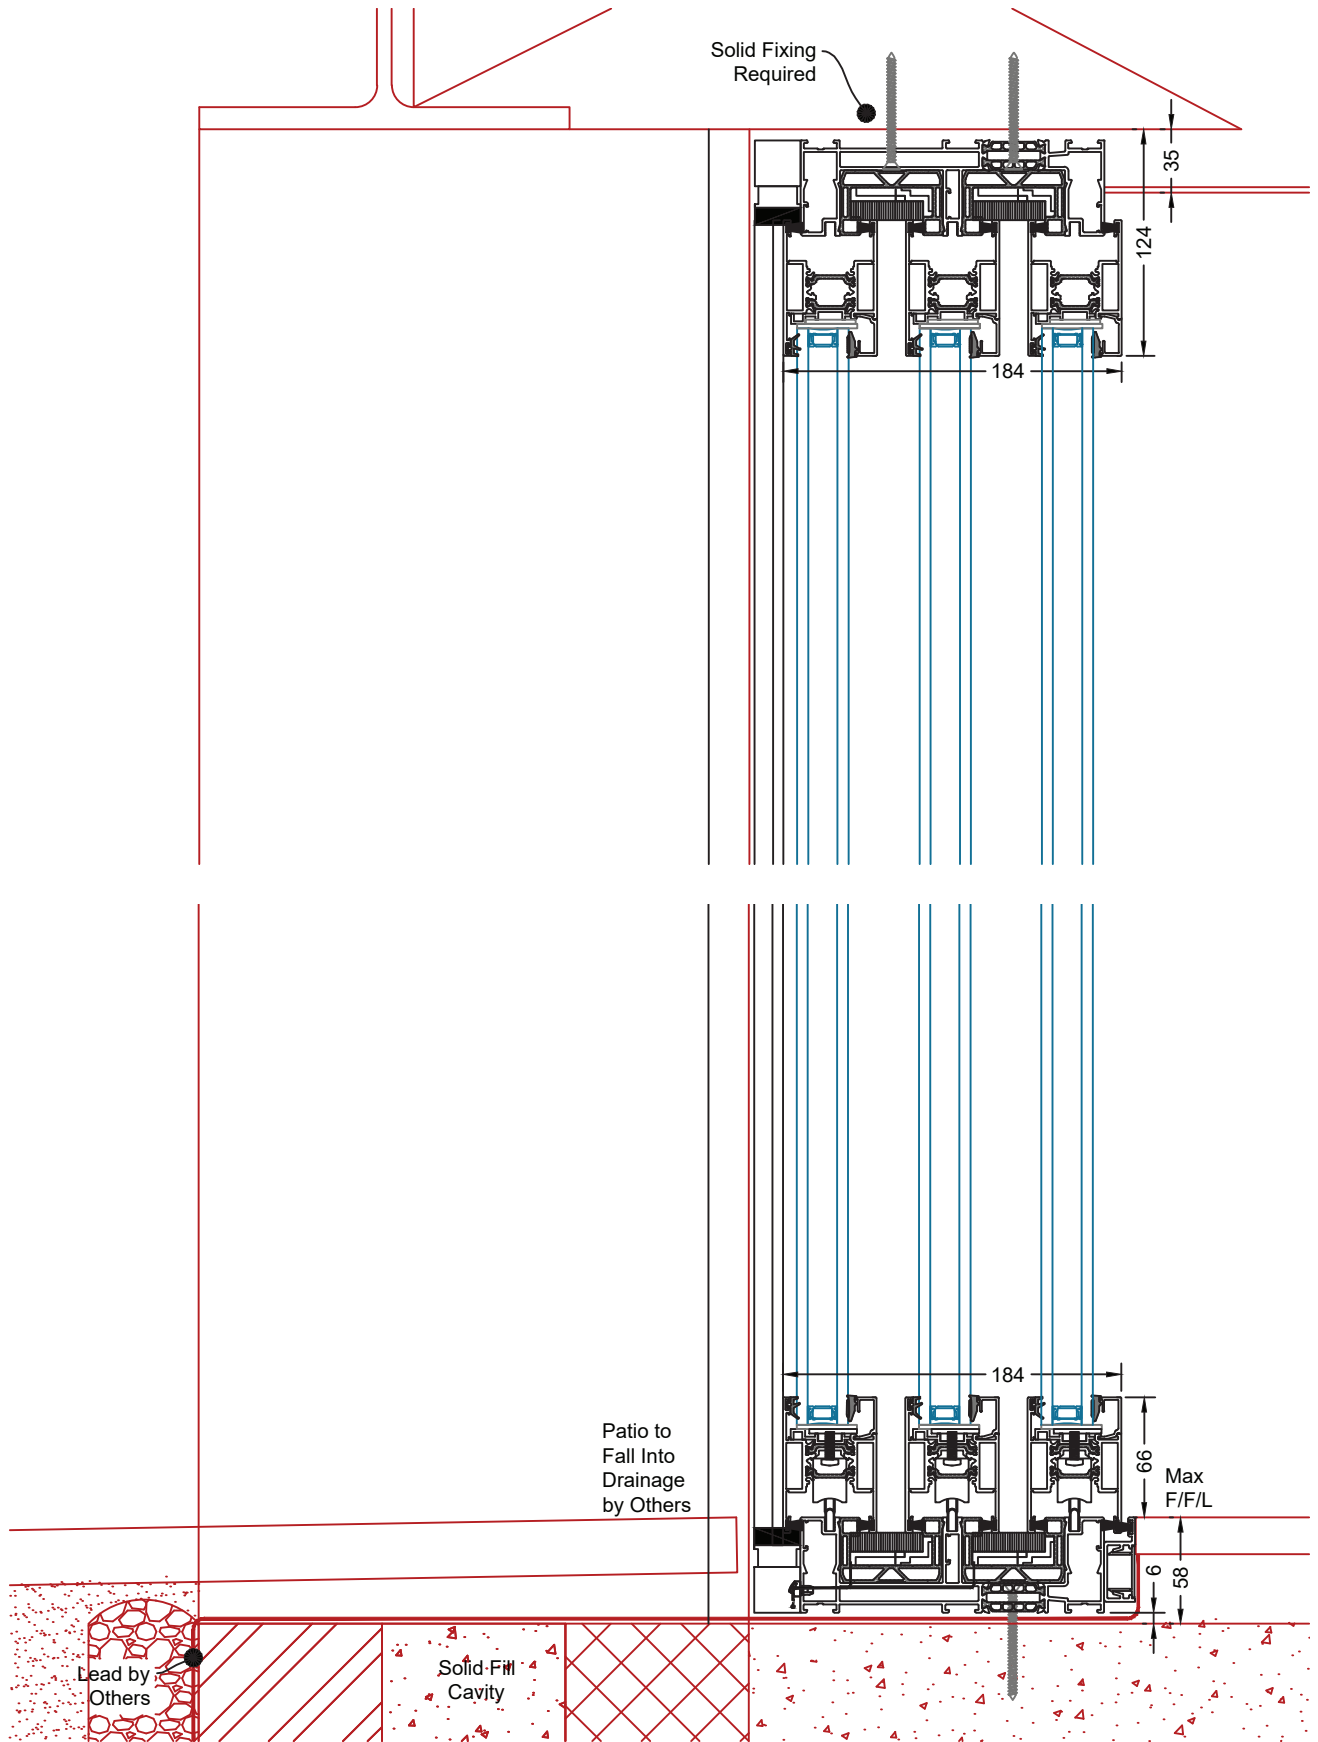 Solid Fixing
Required
35
124
184
184
Patio to
Fall Into
Drainage
by Others
66
Max
F/F/L
6
58
Lead by
Others
Solid Fill
Cavity